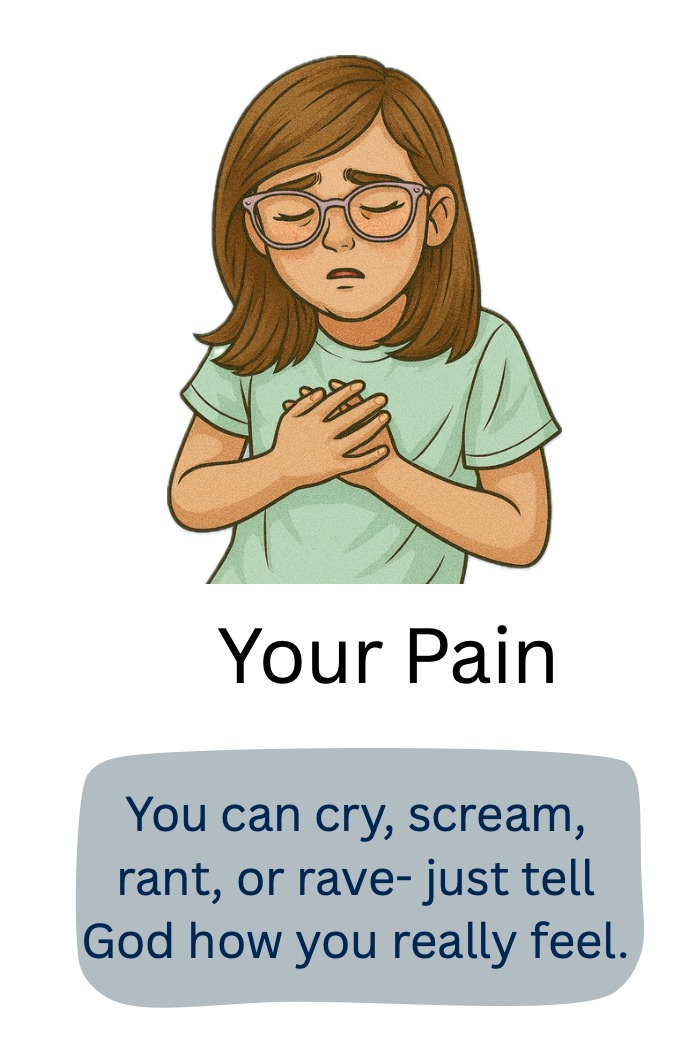 Your Pain
You can cry, scream,
rant, or rave- just tell
God how you really feel.